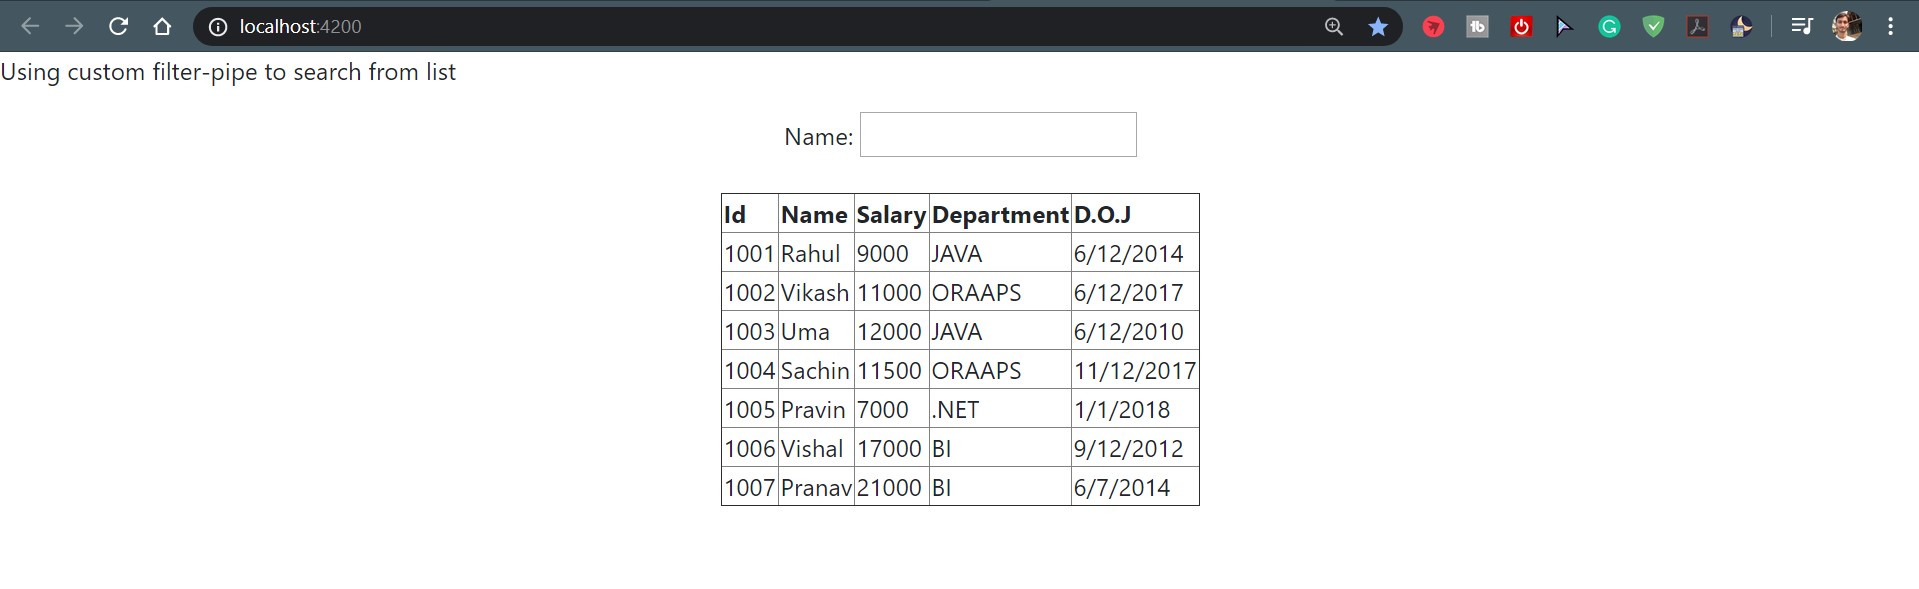 localhost:4200
Using custom filter-pipe to search from list
Name:
Id Name Salary Department D.O.J
1001 Rahul 9000 JAVA 6/12/2014
1002 Vikash 11000 ORAAPS 6/12/2017
1003 Uma 12000 JAVA 6/12/2010
1004 Sachin 11500 ORAAPS 11/12/2017
1005 Pravin 7000 .NET 1/1/2018
1006 Vishal 17000 BI 9/12/2012
1007 Pranav 21000 BI 6/7/2014